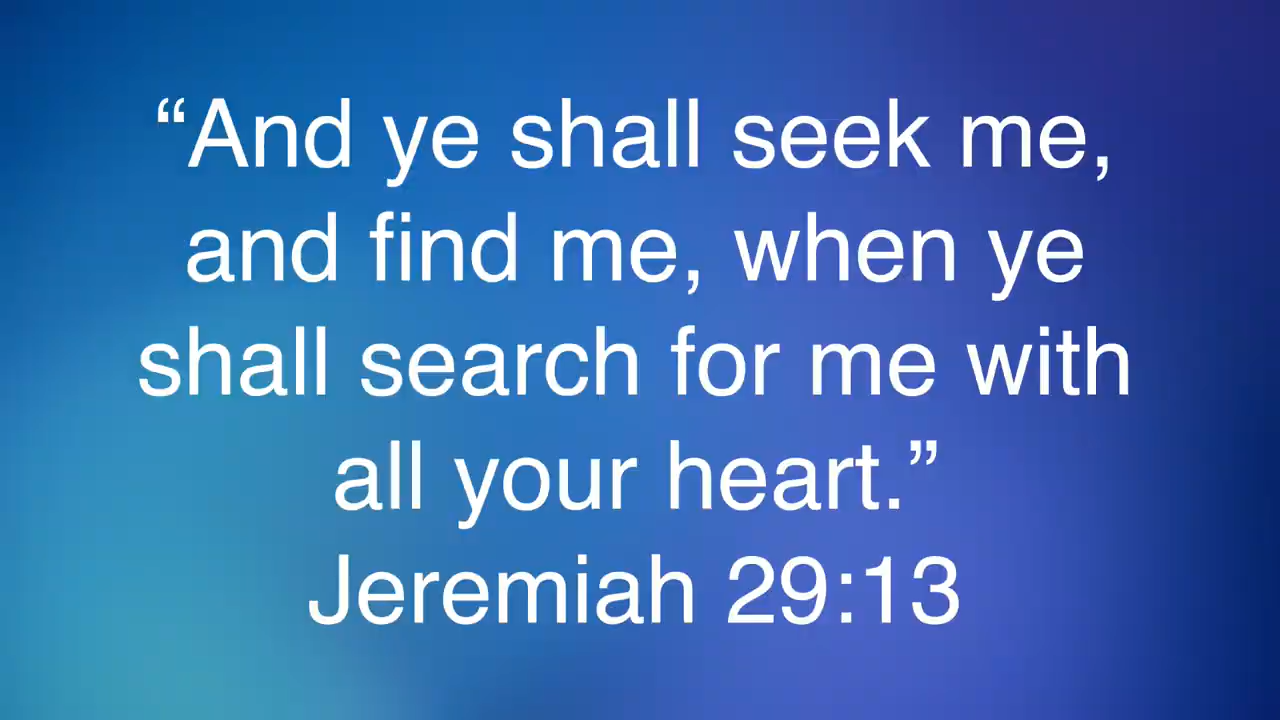 “And ye shall seek me,
and find me, when ye
shall search for me with
all your heart.”
Jeremiah 29:13